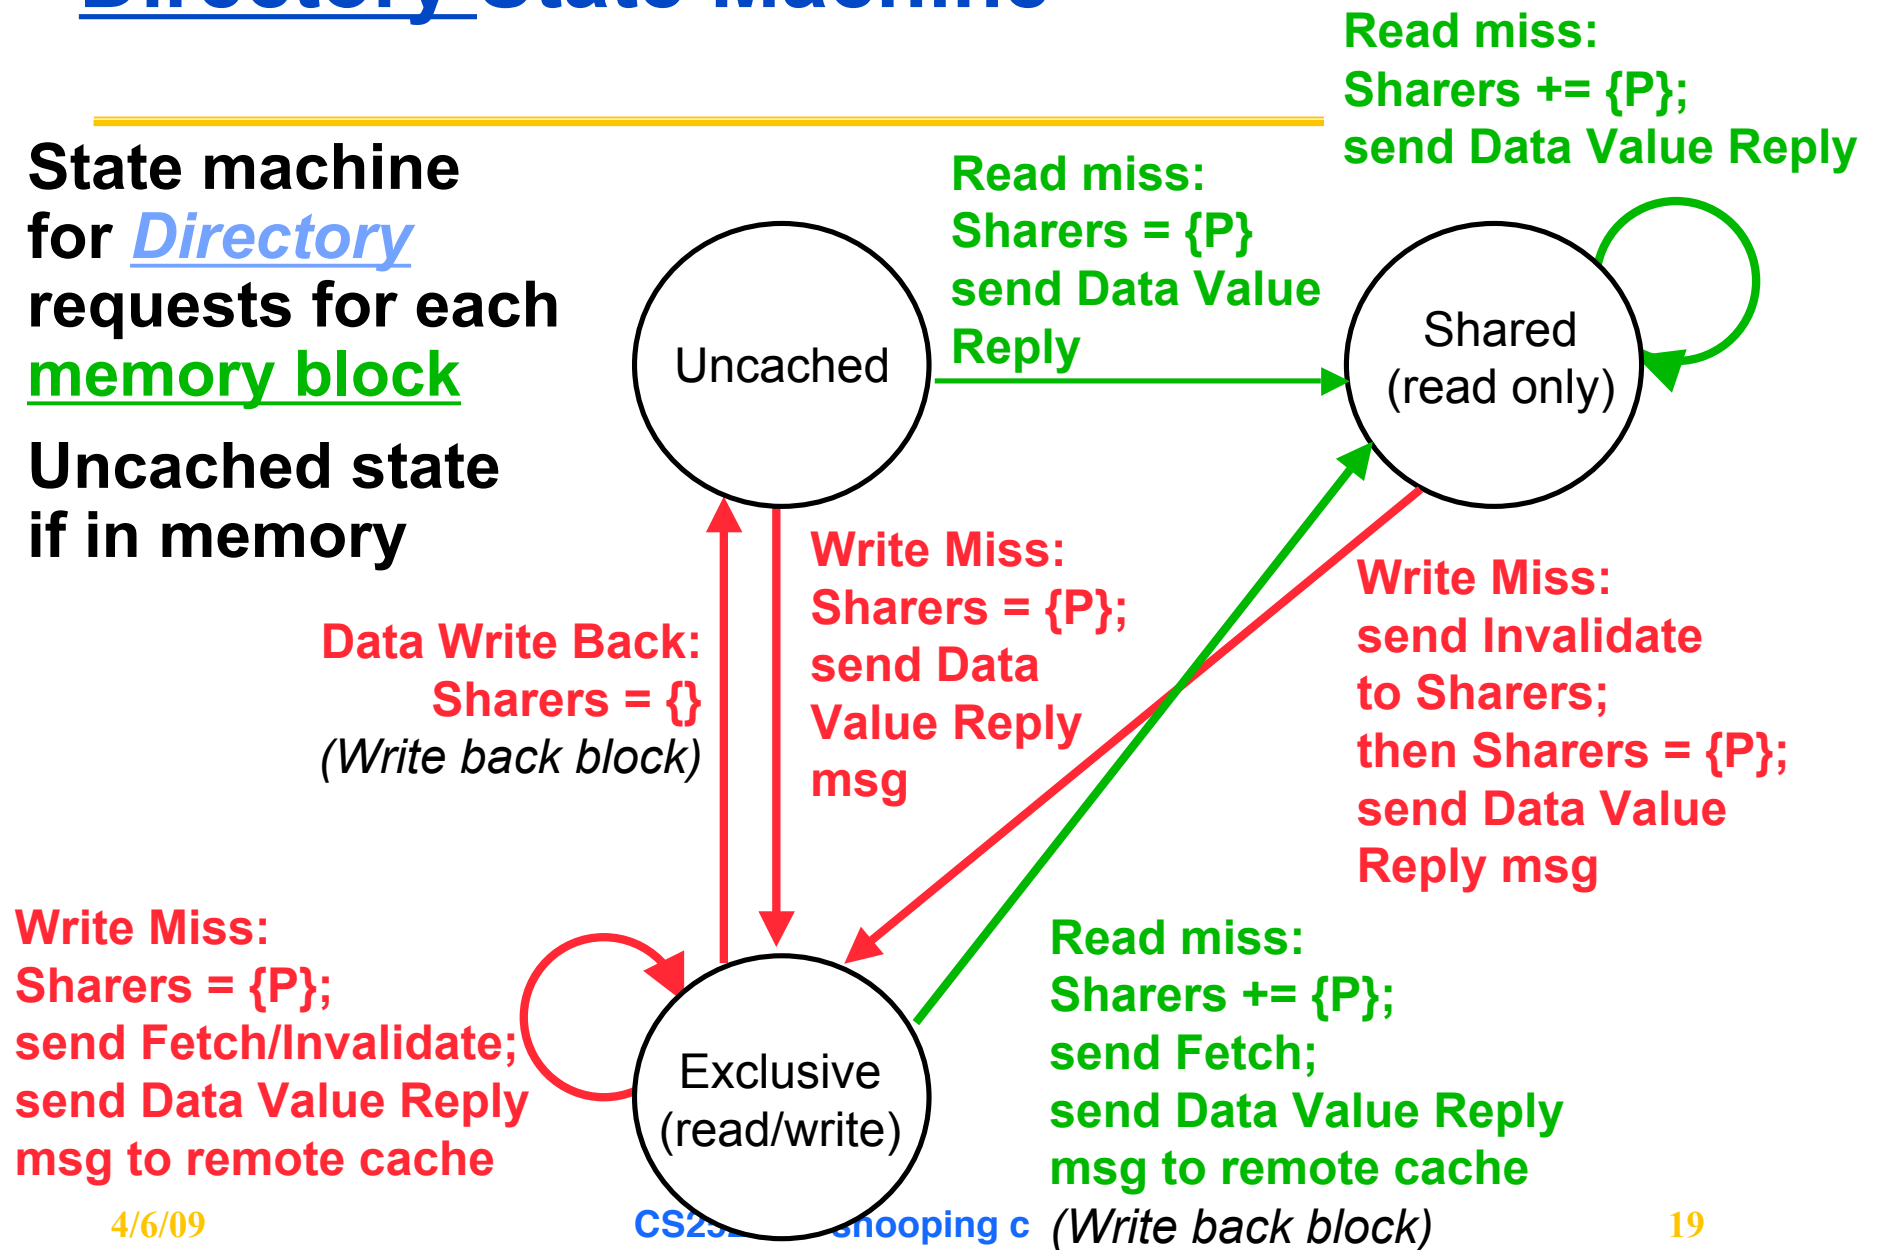 Directory State Machine
Read miss:
Sharers += {P};
send Data Value Reply
State machine
for Directory
requests for each
memory block
Uncached state
if in memory
Read miss:
Sharers = {P}
send Data Value
Reply
Uncached
Shared
(read only)
Write Miss:
Sharers = {P};
send Data
Value Reply
msg
Data Write Back:
Sharers = {}
(Write back block)
Write Miss:
send Invalidate
to Sharers;
then Sharers = {P};
send Data Value
Reply msg
Write Miss:
Sharers = {P};
send Fetch/Invalidate;
send Data Value Reply
msg to remote cache
Exclusive
(read/write)
Read miss:
Sharers += {P};
send Fetch;
send Data Value Reply
msg to remote cache
(Write back block)
4/6/09
c
19